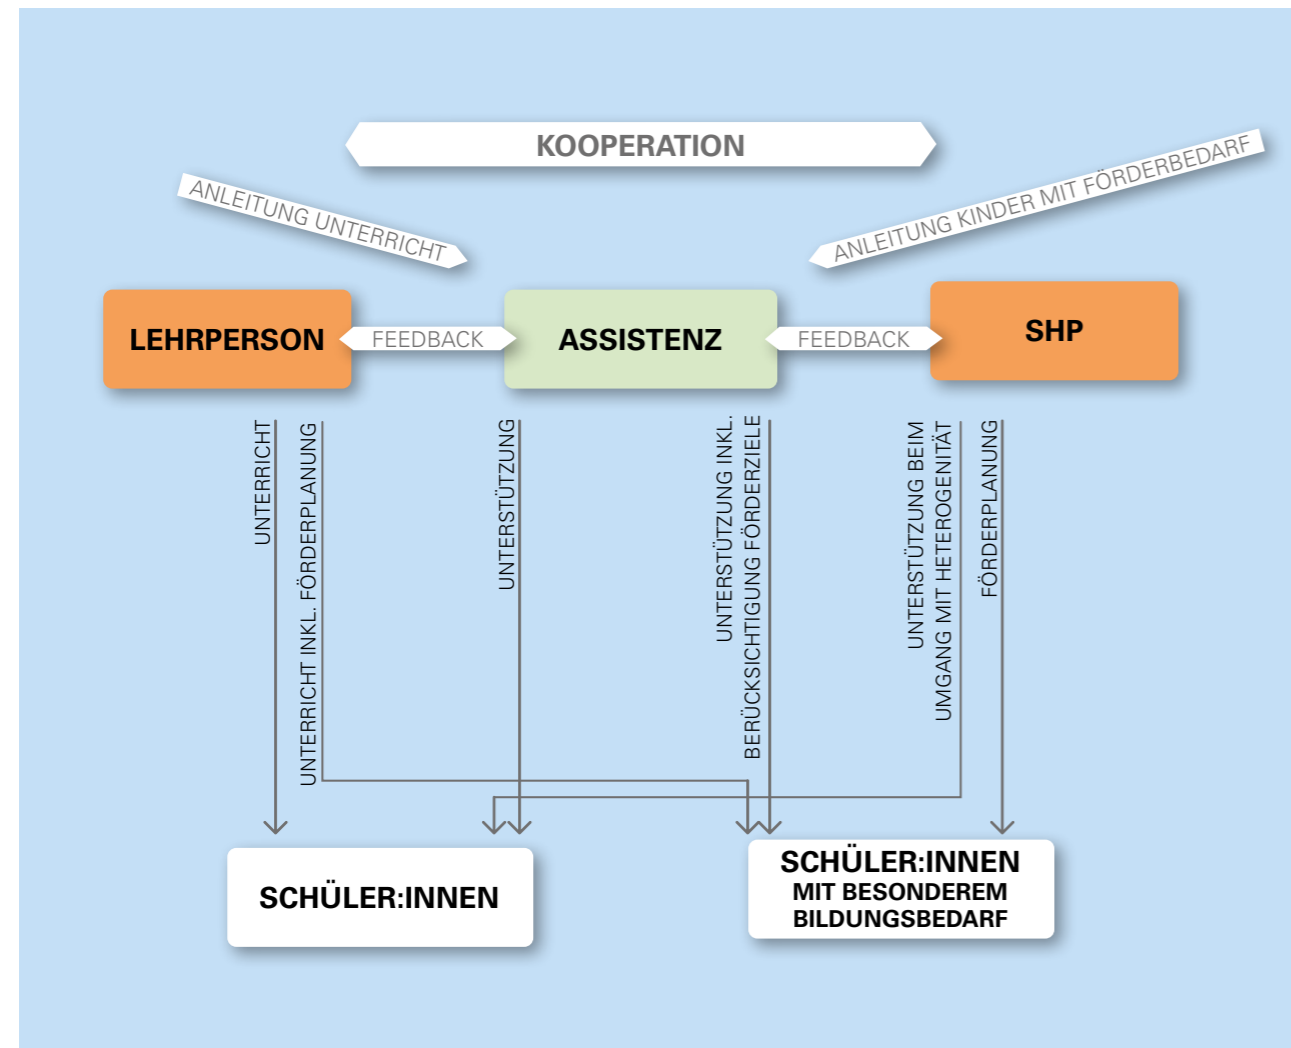 KOOPERATION
ANLEITUNG UNTERRICHT
ANLEITUNG KINDER MIT FÖRDERBEDARF
LEHRPERSON
FEEDBACK
ASSISTENZ
FEEDBACK
SHP
UNTERRICHT
UNTERRICHT INKL. FÖRDERPLANUNG
UNTERSTÜTZUNG
UNTERSTÜTZUNG INKL.
BERÜCKSICHTIGUNG FÖRDERZIELE
UNTERSTÜTZUNG BEIM
UMGANG MIT HETEROGENITÄT
FÖRDERPLANUNG
SCHÜLER:INNEN
SCHÜLER:INNEN
MIT BESONDEREM
BILDUNGSBEDARF